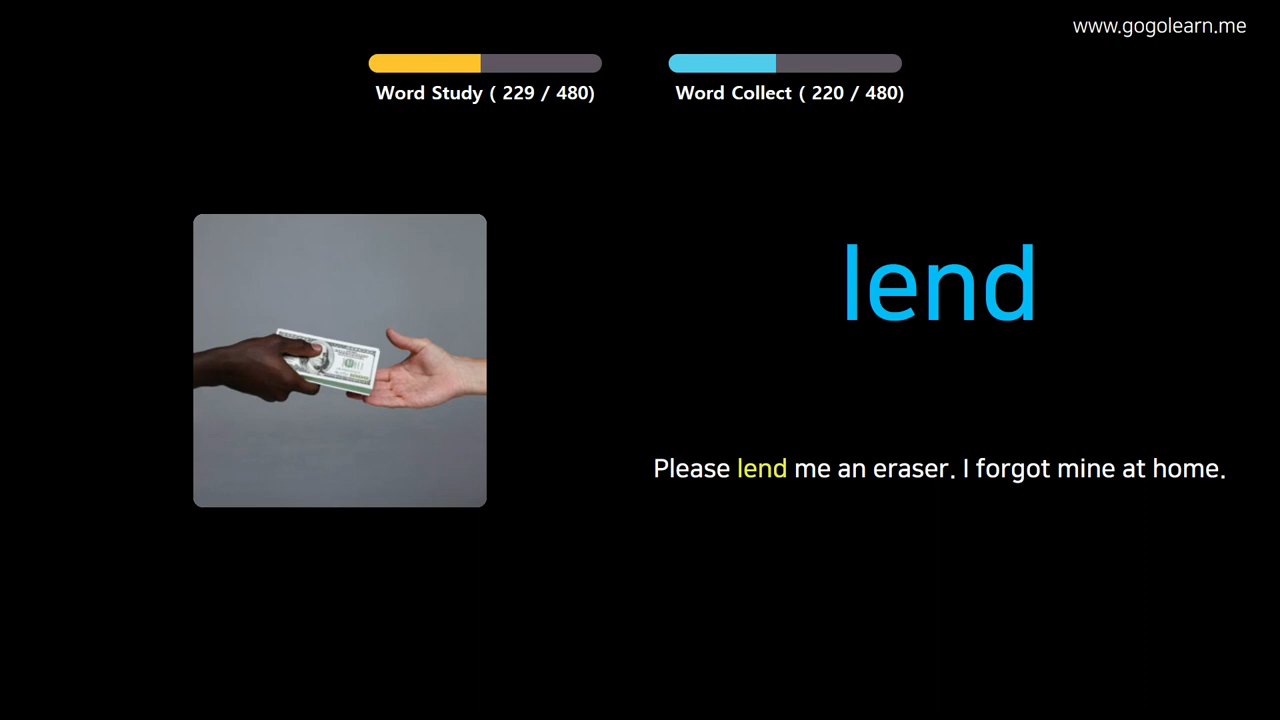 www.gogolearn.me
Word Study ( 229 / 480)
Word Collect ( 220 / 480)
lend
Please lend me an eraser. I forgot mine at home.